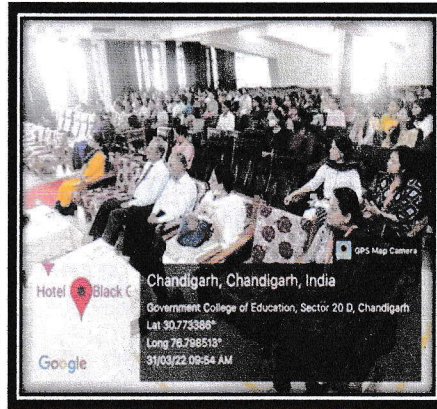 GPS Map Camera
Chandigarh, Chandigarh, India
Hotel Black C
Government College of Education, Sector 20 D, Chandigarh
Lat 30.773386°
Long 76.798513°
31/03/22 09:54 AM
Google